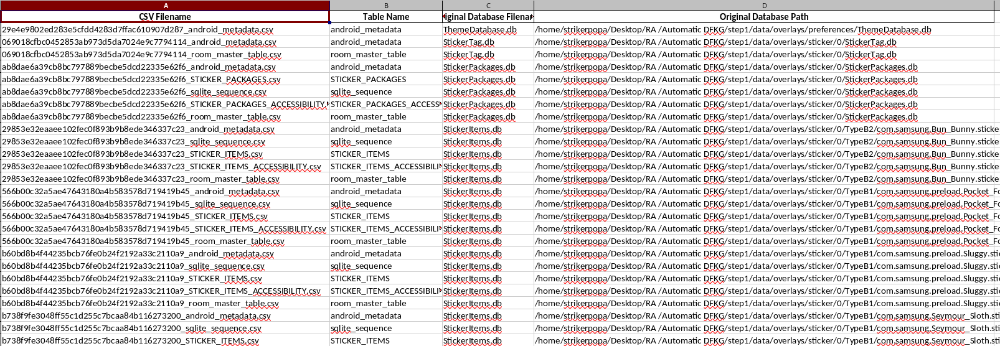 A B C D
CSV Filename Table Name iginal Database Filenar Original Database Path
29e4e9802ed283e5cfdd4283d7ffac610907d287_android_metadata.csv android_metadata ThemeDatabase.db /home/strikerpopa/Desktop/RA /Automatic DFKG/step1/data/overlays/preferences/ThemeDatabase.db
069018cfbc0452853ab973d5da7024e9c7794114_android_metadata.csv android_metadata StickerTag.db /home/strikerpopa/Desktop/RA /Automatic DFKG/step1/data/overlays/sticker/0/StickerTag.db
069018cfbc0452853ab973d5da7024e9c7794114_room_master_table.csv room_master_table StickerTag.db /home/strikerpopa/Desktop/RA /Automatic DFKG/step1/data/overlays/sticker/0/StickerTag.db
ab8dae6a39cb8bc797889becbe5dcd22335e62f6_android_metadata.csv android_metadata StickerPackages.db /home/strikerpopa/Desktop/RA /Automatic DFKG/step1/data/overlays/sticker/0/StickerPackages.db
ab8dae6a39cb8bc797889becbe5dcd22335e62f6_STICKER_PACKAGES.csv STICKER_PACKAGES StickerPackages.db /home/strikerpopa/Desktop/RA /Automatic DFKG/step1/data/overlays/sticker/0/StickerPackages.db
ab8dae6a39cb8bc797889becbe5dcd22335e62f6_sqlite_sequence.csv sqlite_sequence StickerPackages.db /home/strikerpopa/Desktop/RA /Automatic DFKG/step1/data/overlays/sticker/0/StickerPackages.db
ab8dae6a39cb8bc797889becbe5dcd22335e62f6_STICKER_PACKAGES_ACCESSIBILITY. STICKER_PACKAGES_ACCESS StickerPackages.db /home/strikerpopa/Desktop/RA /Automatic DFKG/step1/data/overlays/sticker/0/StickerPackages.db
ab8dae6a39cb8bc797889becbe5dcd22335e62f6_room_master_table.csv room_master_table StickerPackages.db /home/strikerpopa/Desktop/RA /Automatic DFKG/step1/data/overlays/sticker/0/StickerPackages.db
29853e32eaaee102fec0f893b9b8ede346337c23_android_metadata.csv android_metadata StickerItems.db /home/strikerpopa/Desktop/RA /Automatic DFKG/step1/data/overlays/sticker/0/TypeB2/com.samsung.Bun_Bunny.sticke
29853e32eaaee102fec0f893b9b8ede346337c23_sqlite_sequence.csv sqlite_sequence StickerItems.db /home/strikerpopa/Desktop/RA /Automatic DFKG/step1/data/overlays/sticker/0/TypeB2/com.samsung.Bun_Bunny.sticke
29853e32eaaee102fec0f893b9b8ede346337c23_STICKER_ITEMS.csv STICKER_ITEMS StickerItems.db /home/strikerpopa/Desktop/RA /Automatic DFKG/step1/data/overlays/sticker/0/TypeB2/com.samsung.Bun_Bunny.sticke
29853e32eaaee102fec0f893b9b8ede346337c23_STICKER_ITEMS_ACCESSIBILITY.csv STICKER_ITEMS_ACCESSIBILI StickerItems.db /home/strikerpopa/Desktop/RA /Automatic DFKG/step1/data/overlays/sticker/0/TypeB2/com.samsung.Bun_Bunny.sticke
29853e32eaaee102fec0f893b9b8ede346337c23_room_master_table.csv room_master_table StickerItems.db /home/strikerpopa/Desktop/RA /Automatic DFKG/step1/data/overlays/sticker/0/TypeB2/com.samsung.Bun_Bunny.sticke
566b00c32a5ae47643180a4b583578d719419b45_android_metadata.csv android_metadata StickerItems.db /home/strikerpopa/Desktop/RA /Automatic DFKG/step1/data/overlays/sticker/0/TypeB1/com.samsung.preload.Pocket_Fo
566b00c32a5ae47643180a4b583578d719419b45_sqlite_sequence.csv sqlite_sequence StickerItems.db /home/strikerpopa/Desktop/RA /Automatic DFKG/step1/data/overlays/sticker/0/TypeB1/com.samsung.preload.Pocket_Fo
566b00c32a5ae47643180a4b583578d719419b45_STICKER_ITEMS.csv STICKER_ITEMS StickerItems.db /home/strikerpopa/Desktop/RA /Automatic DFKG/step1/data/overlays/sticker/0/TypeB1/com.samsung.preload.Pocket_Fo
566b00c32a5ae47643180a4b583578d719419b45_STICKER_ITEMS_ACCESSIBILITY.csv STICKER_ITEMS_ACCESSIBILI StickerItems.db /home/strikerpopa/Desktop/RA /Automatic DFKG/step1/data/overlays/sticker/0/TypeB1/com.samsung.preload.Pocket_Fo
566b00c32a5ae47643180a4b583578d719419b45_room_master_table.csv room_master_table StickerItems.db /home/strikerpopa/Desktop/RA /Automatic DFKG/step1/data/overlays/sticker/0/TypeB1/com.samsung.preload.Pocket_Fo
b60bd8b4f44235bcb76fe0b24f2192a33c2110a9_android_metadata.csv android_metadata StickerItems.db /home/strikerpopa/Desktop/RA /Automatic DFKG/step1/data/overlays/sticker/0/TypeB1/com.samsung.preload.Sluggy.stic
b60bd8b4f44235bcb76fe0b24f2192a33c2110a9_sqlite_sequence.csv sqlite_sequence StickerItems.db /home/strikerpopa/Desktop/RA /Automatic DFKG/step1/data/overlays/sticker/0/TypeB1/com.samsung.preload.Sluggy.stic
b60bd8b4f44235bcb76fe0b24f2192a33c2110a9_STICKER_ITEMS.csv STICKER_ITEMS StickerItems.db /home/strikerpopa/Desktop/RA /Automatic DFKG/step1/data/overlays/sticker/0/TypeB1/com.samsung.preload.Sluggy.stic
b60bd8b4f44235bcb76fe0b24f2192a33c2110a9_STICKER_ITEMS_ACCESSIBILITY.csv STICKER_ITEMS_ACCESSIBILI StickerItems.db /home/strikerpopa/Desktop/RA /Automatic DFKG/step1/data/overlays/sticker/0/TypeB1/com.samsung.preload.Sluggy.stic
b60bd8b4f44235bcb76fe0b24f2192a33c2110a9_room_master_table.csv room_master_table StickerItems.db /home/strikerpopa/Desktop/RA /Automatic DFKG/step1/data/overlays/sticker/0/TypeB1/com.samsung.preload.Sluggy.stic
b738f9fe3048ff55c1d255c7bcaa84b116273200_android_metadata.csv android_metadata StickerItems.db /home/strikerpopa/Desktop/RA /Automatic DFKG/step1/data/overlays/sticker/0/TypeB1/com.samsung.Seymour_Sloth.sti
b738f9fe3048ff55c1d255c7bcaa84b116273200_sqlite_sequence.csv sqlite_sequence StickerItems.db /home/strikerpopa/Desktop/RA /Automatic DFKG/step1/data/overlays/sticker/0/TypeB1/com.samsung.Seymour_Sloth.sti
b738f9fe3048ff55c1d255c7bcaa84b116273200_STICKER_ITEMS.csv STICKER_ITEMS StickerItems.db /home/strikerpopa/Desktop/RA /Automatic DFKG/step1/data/overlays/sticker/0/TypeB1/com.samsung.Seymour_Sloth.sti